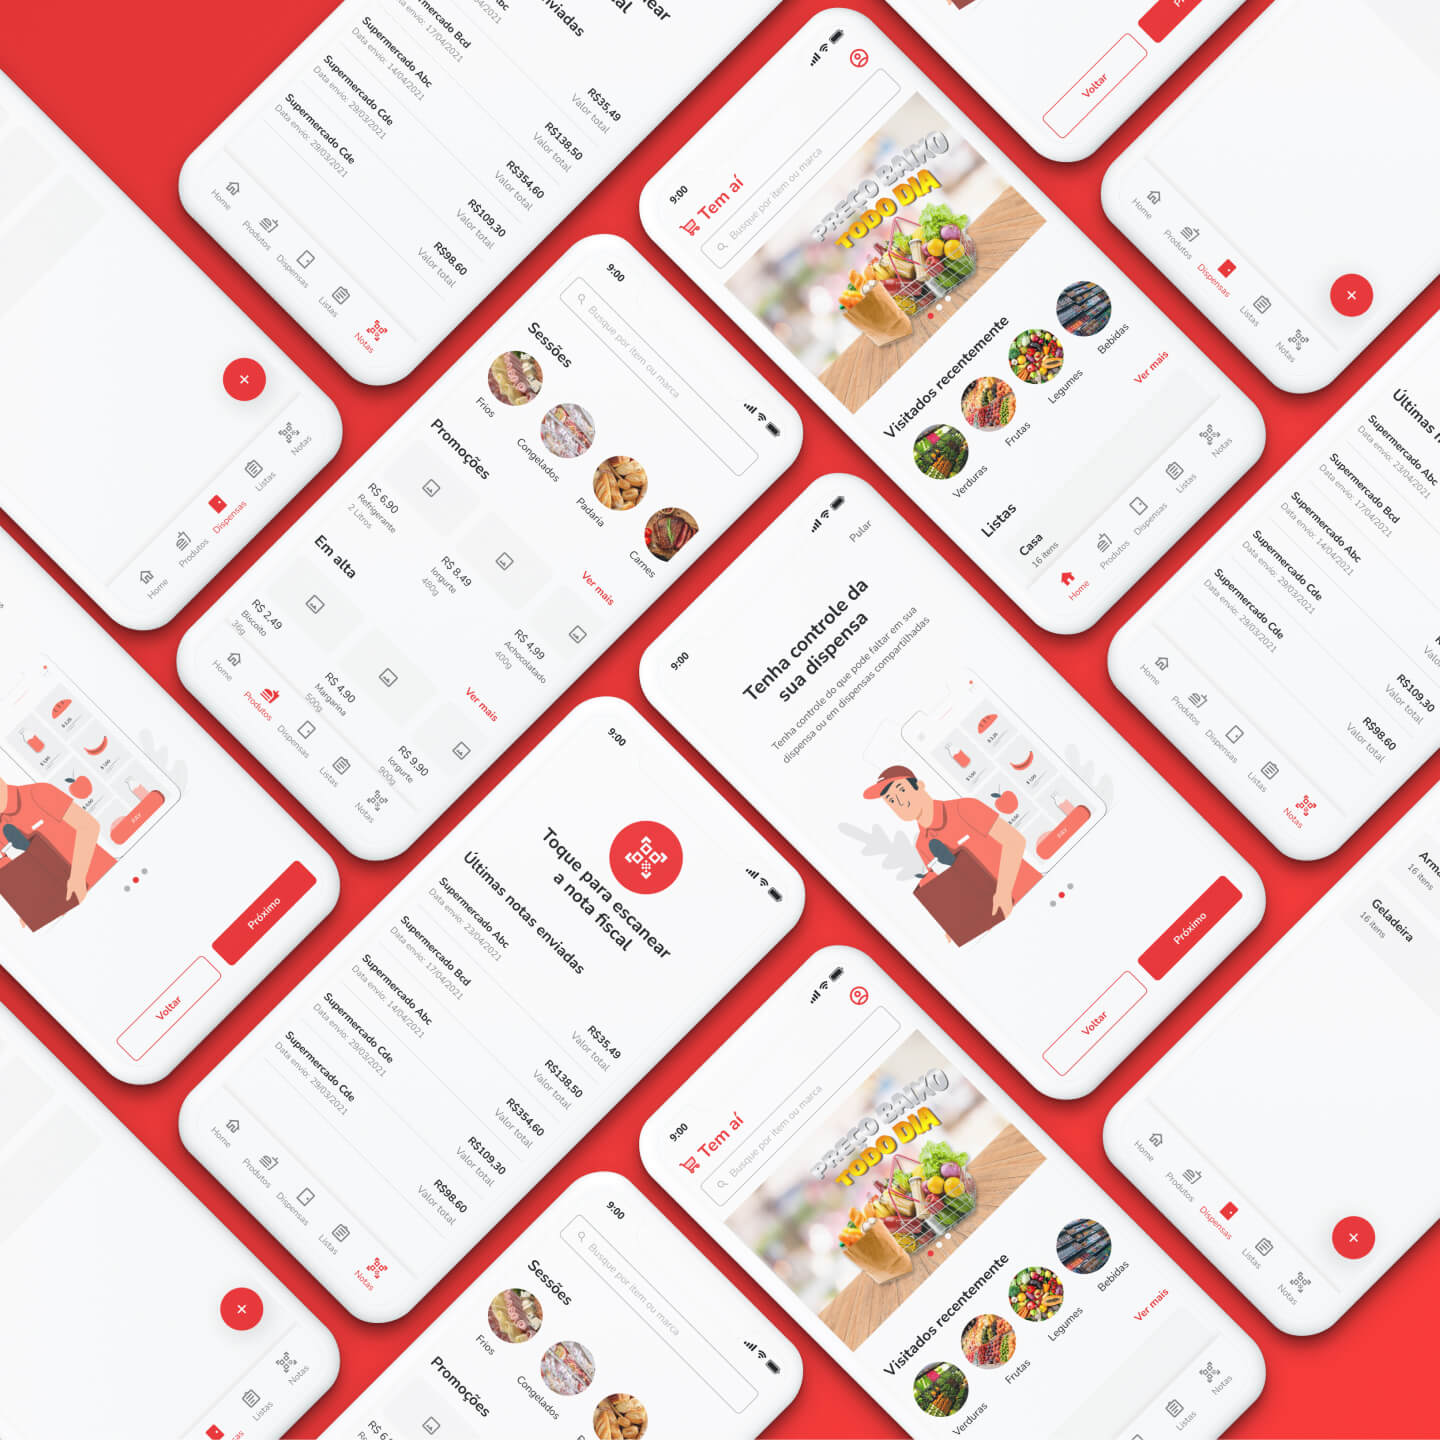 Supermercado Bcd
Data envio: 17/04/2021
Supermercado Abc
Data envio: 14/04/2021
Supermercado Cde
Data envio: 29/03/2021
Supermercado Cde
Data envio: 29/03/2021
R$35,49
Valor total
R$138,50
Valor total
R$354,60
Valor total
R$109,30
Valor total
R$98,60
Valor total
Home
Produtos
Dispensas
Listas
Notas
9:00
Tem aí
Busque por item ou marca
PREÇO BAIXO
TODO DIA
Visitados recentemente
Verduras
Frutas
Legumes
Bebidas
Ver mais
Listas
Casa
16 itens
Home
Produtos
Dispensas
Listas
Notas
Voltar
Home
Produtos
Dispensas
Listas
Notas
Home
Produtos
Dispensas
Listas
Notas
9:00
Busque por item ou marca
Sessões
Frios
Congelados
Padaria
Carnes
Promoções
Ver mais
R$ 6,90
Refrigerante
2 Litros
R$ 8,49
Iorgurte
480g
R$ 4,99
Achocolatado
400g
Em alta
Ver mais
R$ 2,49
Biscoito
36g
R$ 4,90
Margarina
500g
R$ 9,90
Iorgurte
900g
Home
Produtos
Dispensas
Listas
Notas
9:00
Pular
Tenha controle da
sua dispensa
Tenha controle do que pode faltar em sua
dispensa ou em dispensas compartilhadas
PAY
Próximo
Voltar
Supermercado Abc
Data envio: 23/04/2021
Supermercado Bcd
Data envio: 17/04/2021
Supermercado Abc
Data envio: 14/04/2021
Supermercado Cde
Data envio: 29/03/2021
Supermercado Cde
Data envio: 29/03/2021
R$109,30
Valor total
R$98,60
Valor total
Home
Produtos
Dispensas
Listas
Notas
PAY
Próximo
Voltar
9:00
Toque para escanear
a nota fiscal
Últimas notas enviadas
Supermercado Abc
Data envio: 23/04/2021
Supermercado Bcd
Data envio: 17/04/2021
Supermercado Abc
Data envio: 14/04/2021
Supermercado Cde
Data envio: 29/03/2021
Supermercado Cde
Data envio: 29/03/2021
R$35,49
Valor total
R$138,50
Valor total
R$354,60
Valor total
R$109,30
Valor total
R$98,60
Valor total
Home
Produtos
Dispensas
Listas
Notas
Geladeira
16 itens
16 itens
9:00
Tem aí
Busque por item ou marca
PREÇO BAIXO
TODO DIA
Visitados recentemente
Verduras
Frutas
Legumes
Bebidas
Ver mais
Listas
Notas
Home
Produtos
Dispensas
Listas
Notas
9:00
Busque por item ou marca
Sessões
Frios
Congelados
Promoções
Listas
Notas